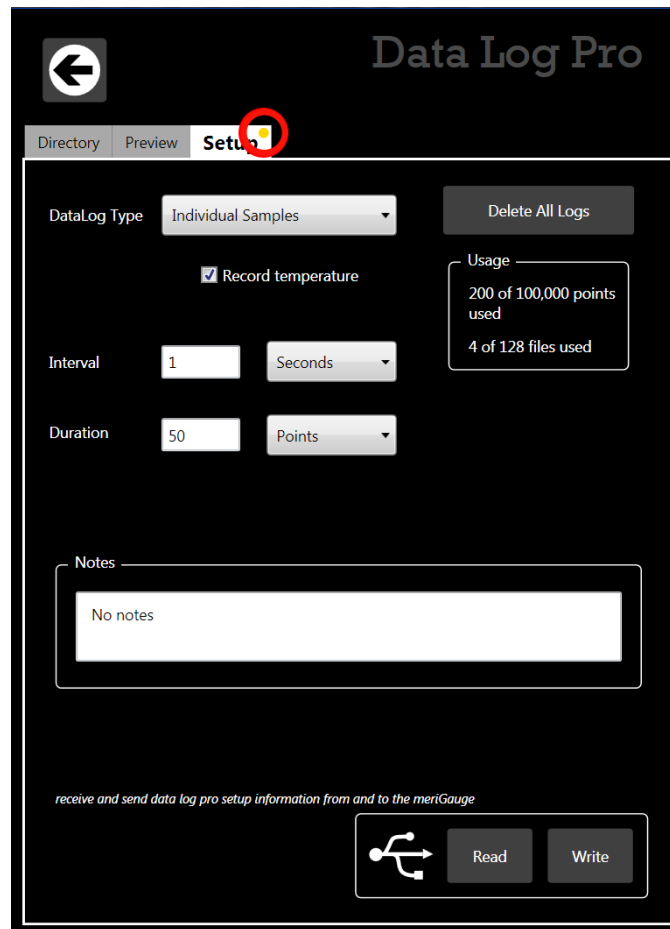 Data Log Pro
Directory Preview Setup
DataLog Type Individual Samples Delete All Logs
Record temperature
Usage
200 of 100,000 points
used
4 of 128 files used
Interval 1 Seconds
Duration 50 Points
Notes
No notes
receive and send data log pro setup information from and to the meriGauge
Read Write